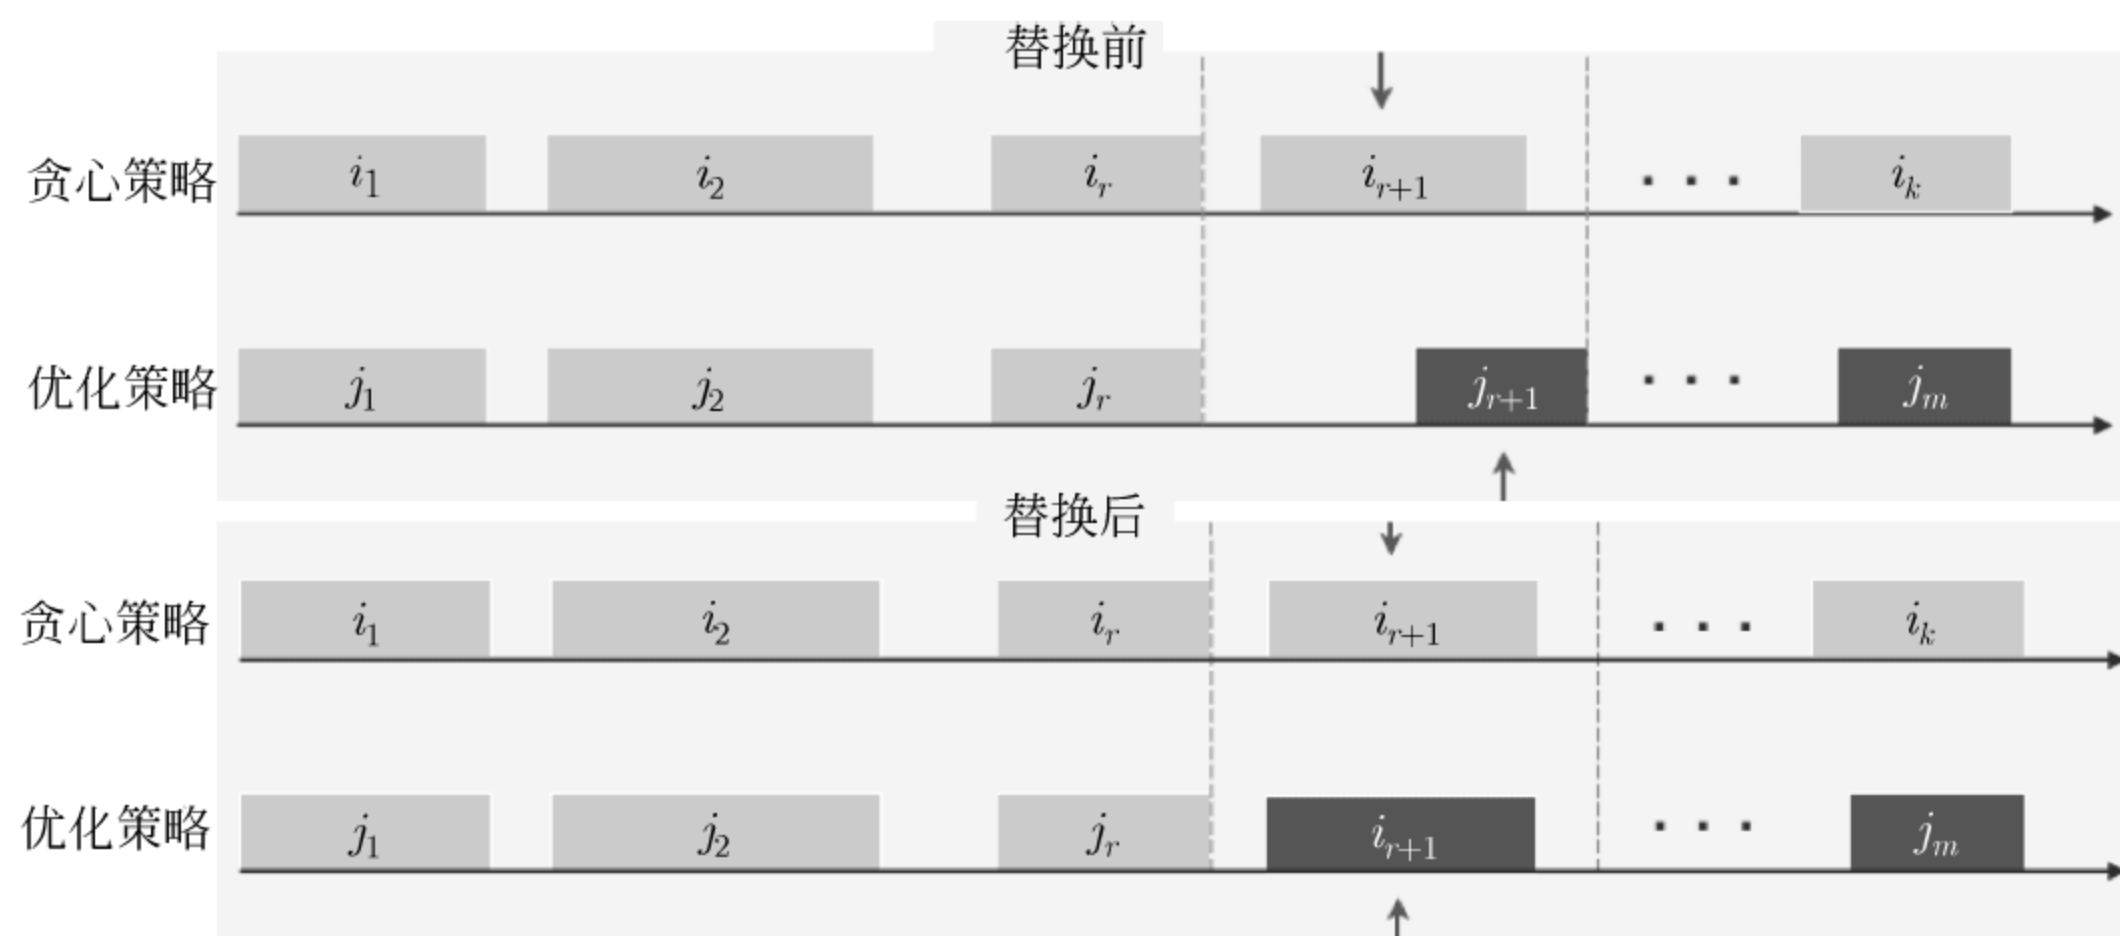 替换前
贪心策略 i₁ i₂ iᵣ iᵣ₊₁ ··· iₖ
优化策略 j₁ j₂ jᵣ jᵣ₊₁ ··· jₘ
替换后
贪心策略 i₁ i₂ iᵣ iᵣ₊₁ ··· iₖ
优化策略 j₁ j₂ jᵣ iᵣ₊₁ ··· jₘ